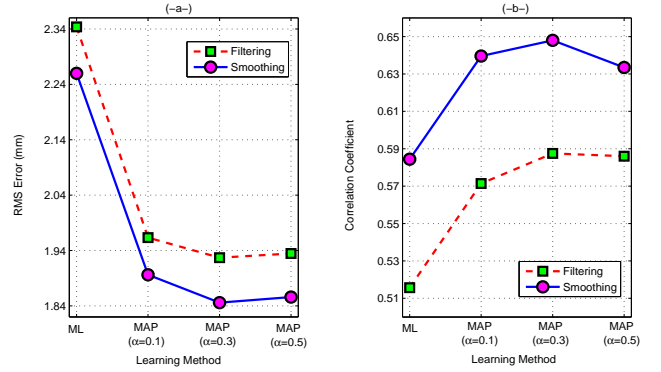 (–a–)
2.34
2.24
2.14
2.04
1.94
1.84
RMS Error (mm)
Filtering
Smoothing
ML
MAP
(α=0.1)
MAP
(α=0.3)
MAP
(α=0.5)
Learning Method
(–b–)
0.65
0.63
0.61
0.59
0.57
0.55
0.53
0.51
Correlation Coefficient
Filtering
Smoothing
ML
MAP
(α=0.1)
MAP
(α=0.3)
MAP
(α=0.5)
Learning Method